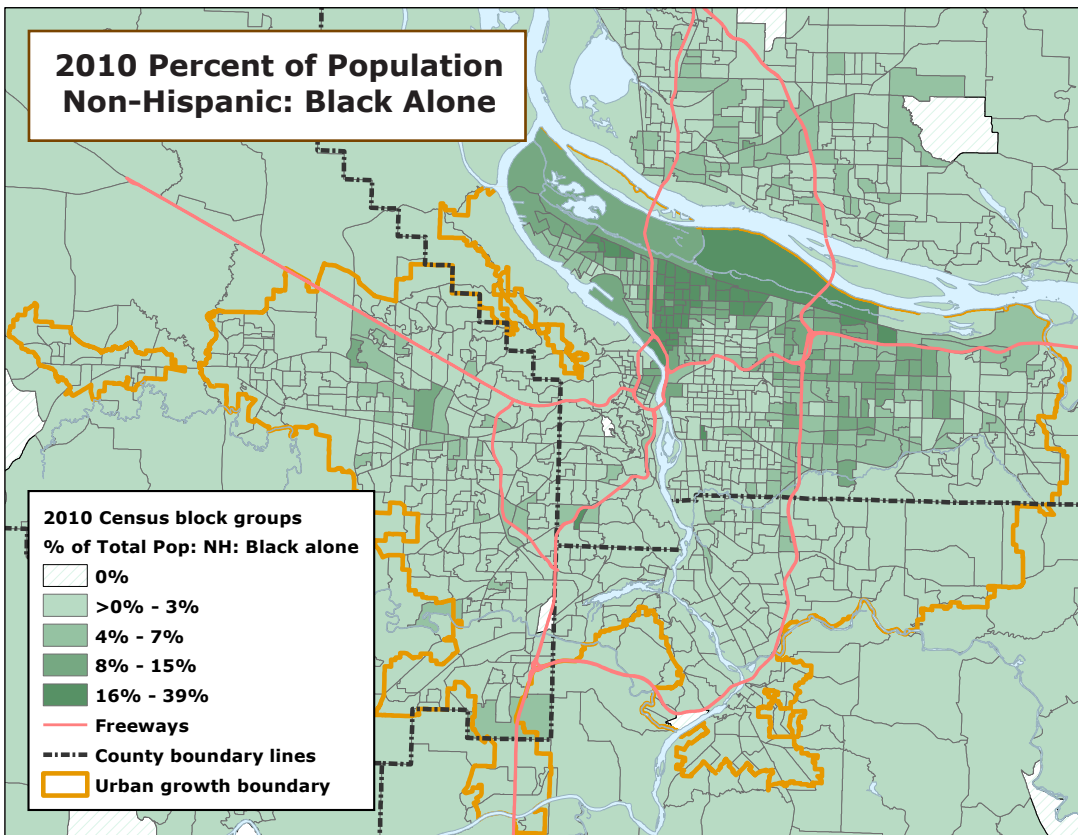 2010 Percent of Population
Non-Hispanic: Black Alone
2010 Census block groups
% of Total Pop: NH: Black alone
0%
>0% - 3%
4% - 7%
8% - 15%
16% - 39%
Freeways
County boundary lines
Urban growth boundary